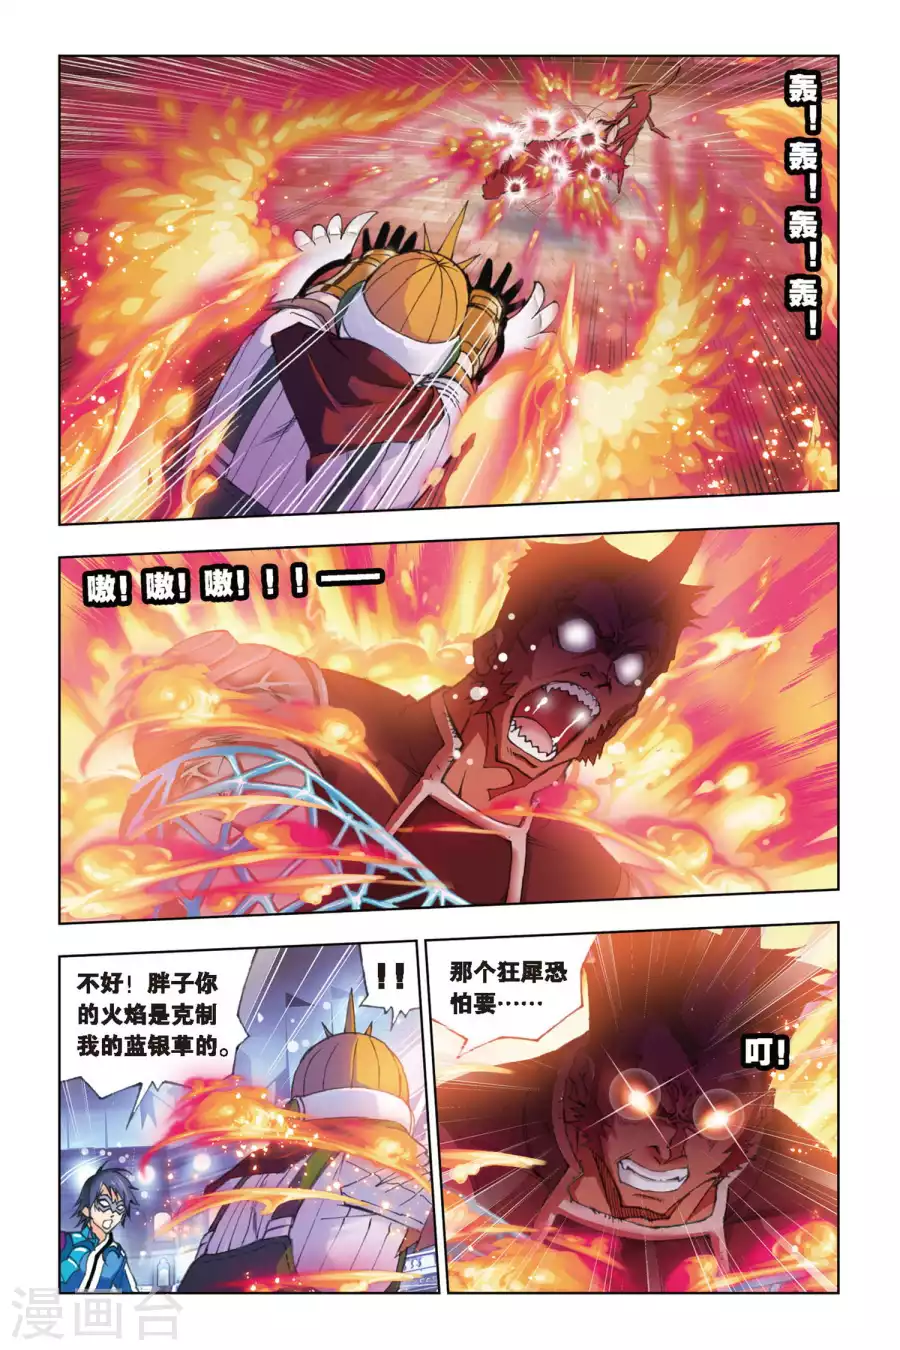 轰！轰！轰！轰！
嗷！嗷！嗷！！！——
不好！胖子你
的火焰是克制
我的蓝银草的。
！！
那个狂犀恐
怕要……
叮！
漫画台